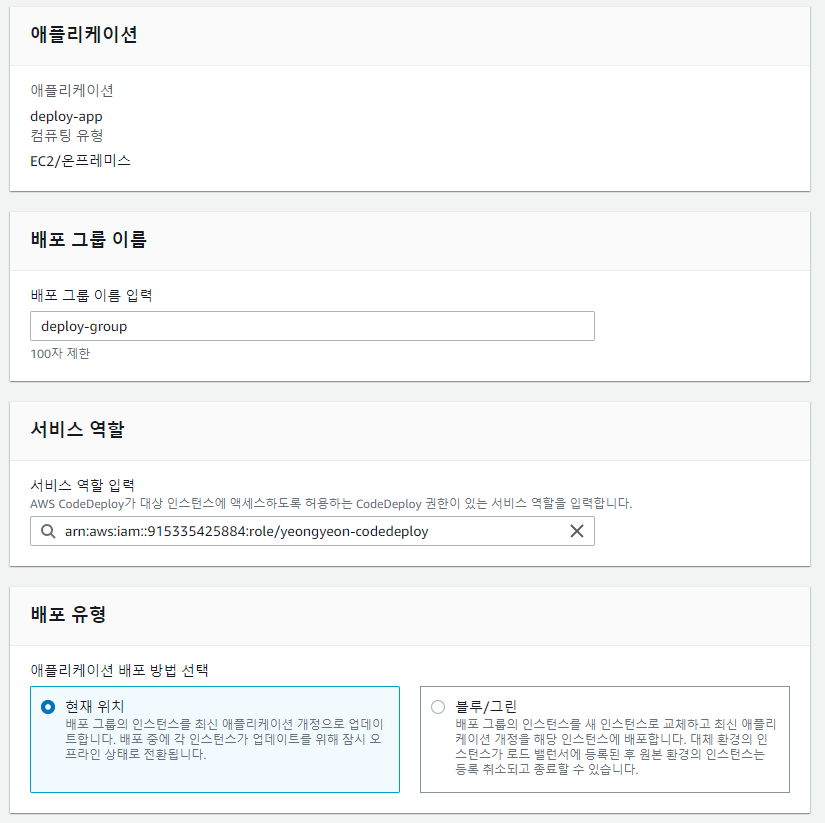 애플리케이션
애플리케이션
deploy-app
컴퓨팅 유형
EC2/온프레미스
배포 그룹 이름
배포 그룹 이름 입력
deploy-group
100자 제한
서비스 역할
서비스 역할 입력
AWS CodeDeploy가 대상 인스턴스에 액세스하도록 허용하는 CodeDeploy 권한이 있는 서비스 역할을 입력합니다.
arn:aws:iam::915335425884:role/yeongyeon-codedeploy
배포 유형
애플리케이션 배포 방법 선택
현재 위치
배포 그룹의 인스턴스를 최신 애플리케이션 개정으로 업데이
트합니다. 배포 중에 각 인스턴스가 업데이트를 위해 잠시 오
프라인 상태로 전환됩니다.
블루/그린
배포 그룹의 인스턴스를 새 인스턴스로 교체하고 최신 애플리
케이션 개정을 해당 인스턴스에 배포합니다. 대체 환경의 인
스턴스가 로드 밸런서에 등록된 후 원본 환경의 인스턴스는
등록 취소되고 종료할 수 있습니다.